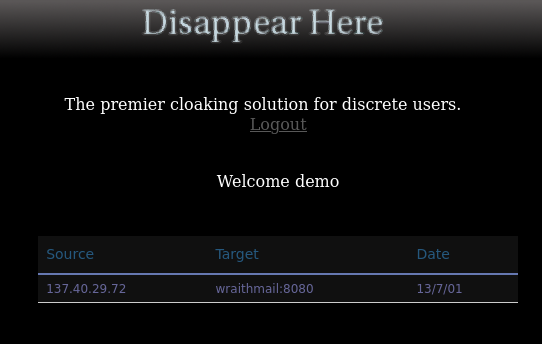 Disappear Here
The premier cloaking solution for discrete users.
Logout
Welcome demo
Source Target Date
137.40.29.72 wraithmail:8080 13/7/01